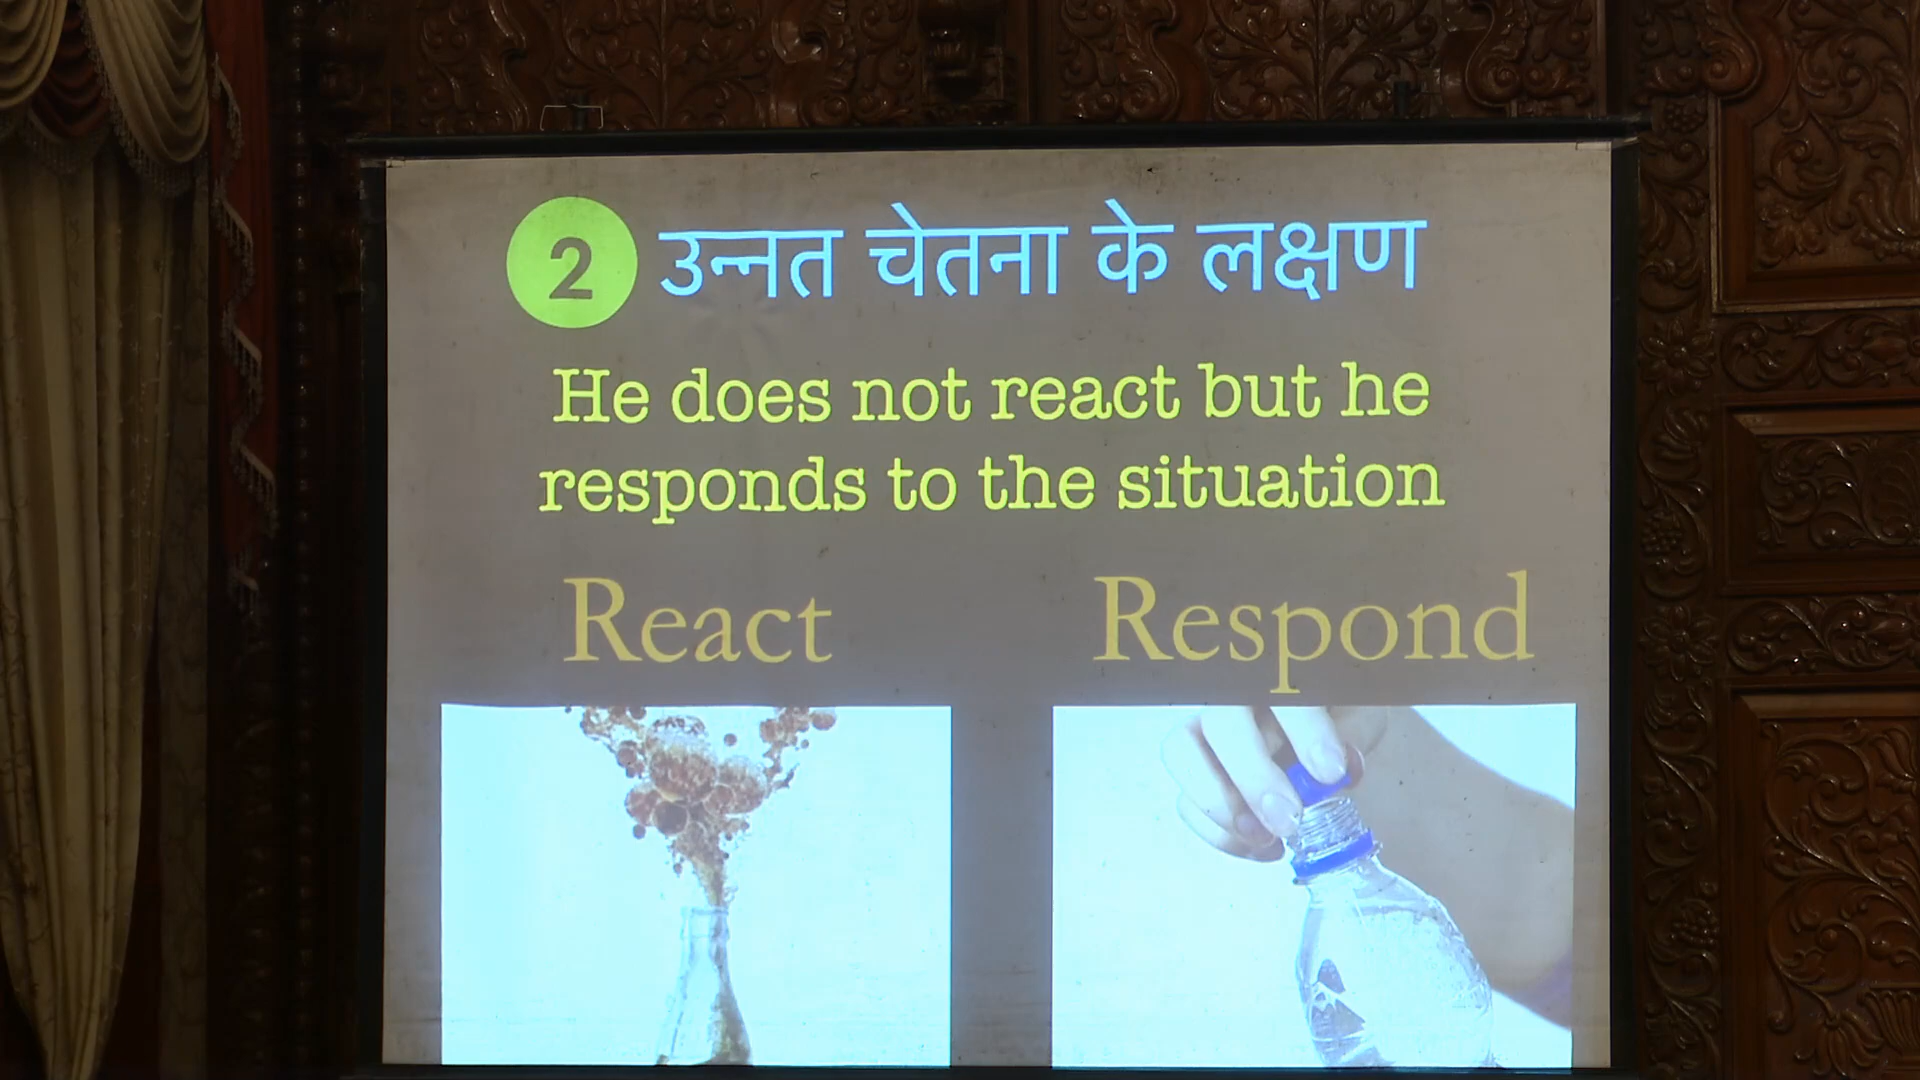 2 उन्नत चेतना के लक्षण
He does not react but he
responds to the situation
React Respond